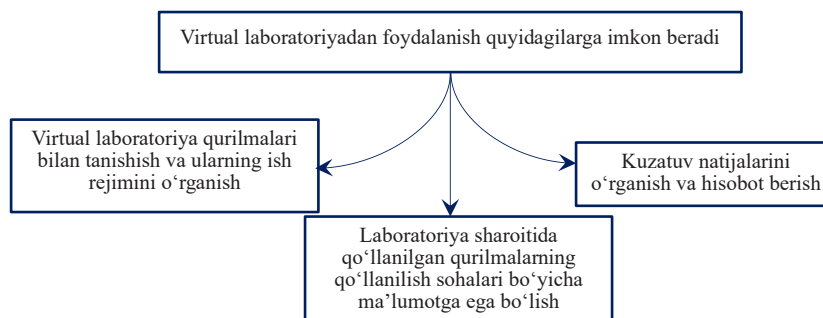 Virtual laboratoriyadan foydalanish quyidagilarga imkon beradi
Virtual laboratoriya qurilmalari
bilan tanishish va ularning ish
rejimini o‘rganish
Kuzatuv natijalarini
o‘rganish va hisobot berish
Laboratoriya sharoitida
qo‘llanilgan qurilmalarning
qo‘llanilish sohalari bo‘yicha
ma’lumotga ega bo‘lish